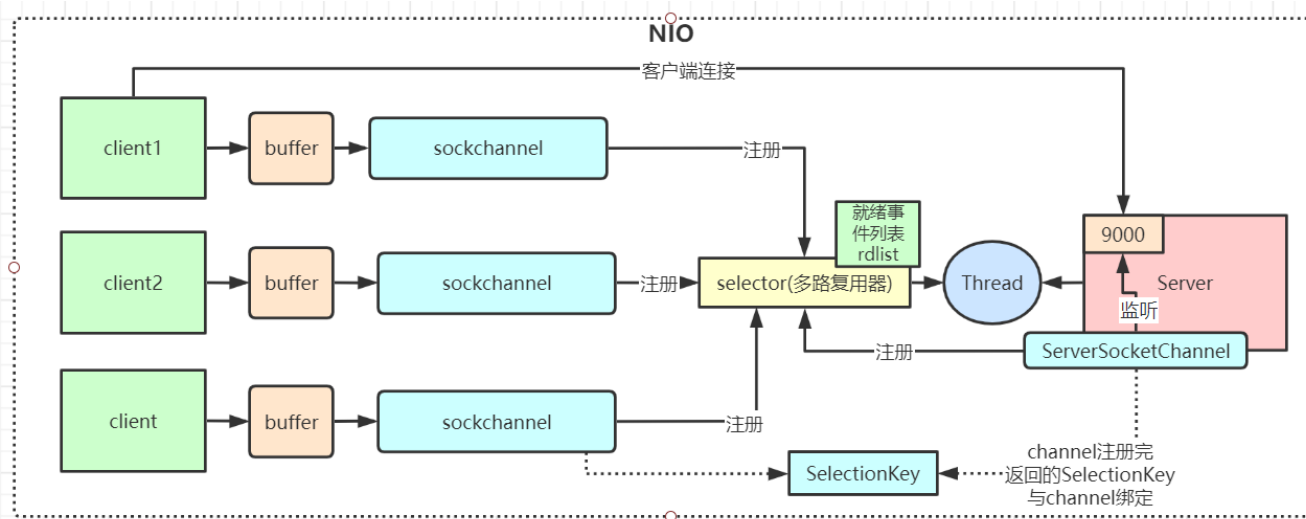 NIO
客户端连接
client1
buffer
sockchannel
注册
就绪事
件列表
rdlist
9000
client2
buffer
sockchannel
注册
selector(多路复用器)
Thread
Server
监听
注册
ServerSocketChannel
client
buffer
sockchannel
注册
SelectionKey
channel注册完
返回的SelectionKey
与channel绑定